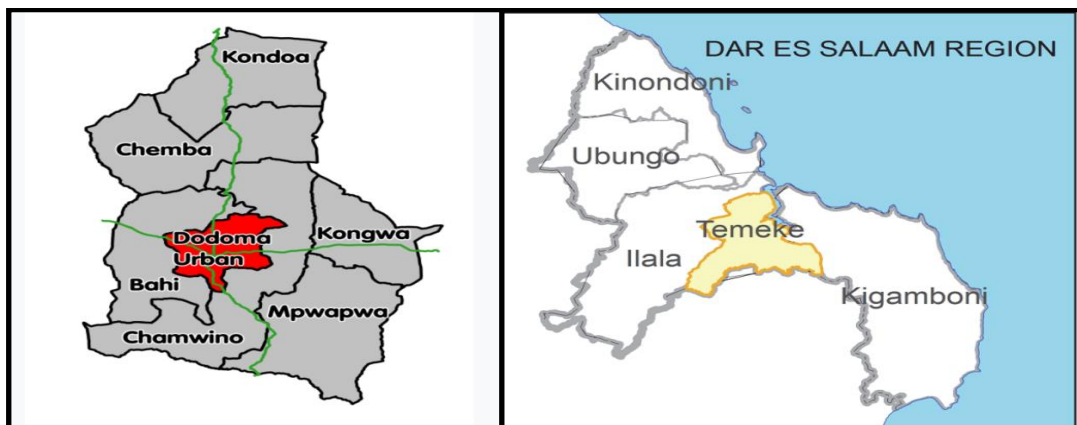 Kondoa
Chemba
Dodoma
Urban
Kongwa
Bahi
Mpwapwa
Chamwino
DAR ES SALAAM REGION
Kinondoni
Ubungo
Temeke
Ilala
Kigamboni